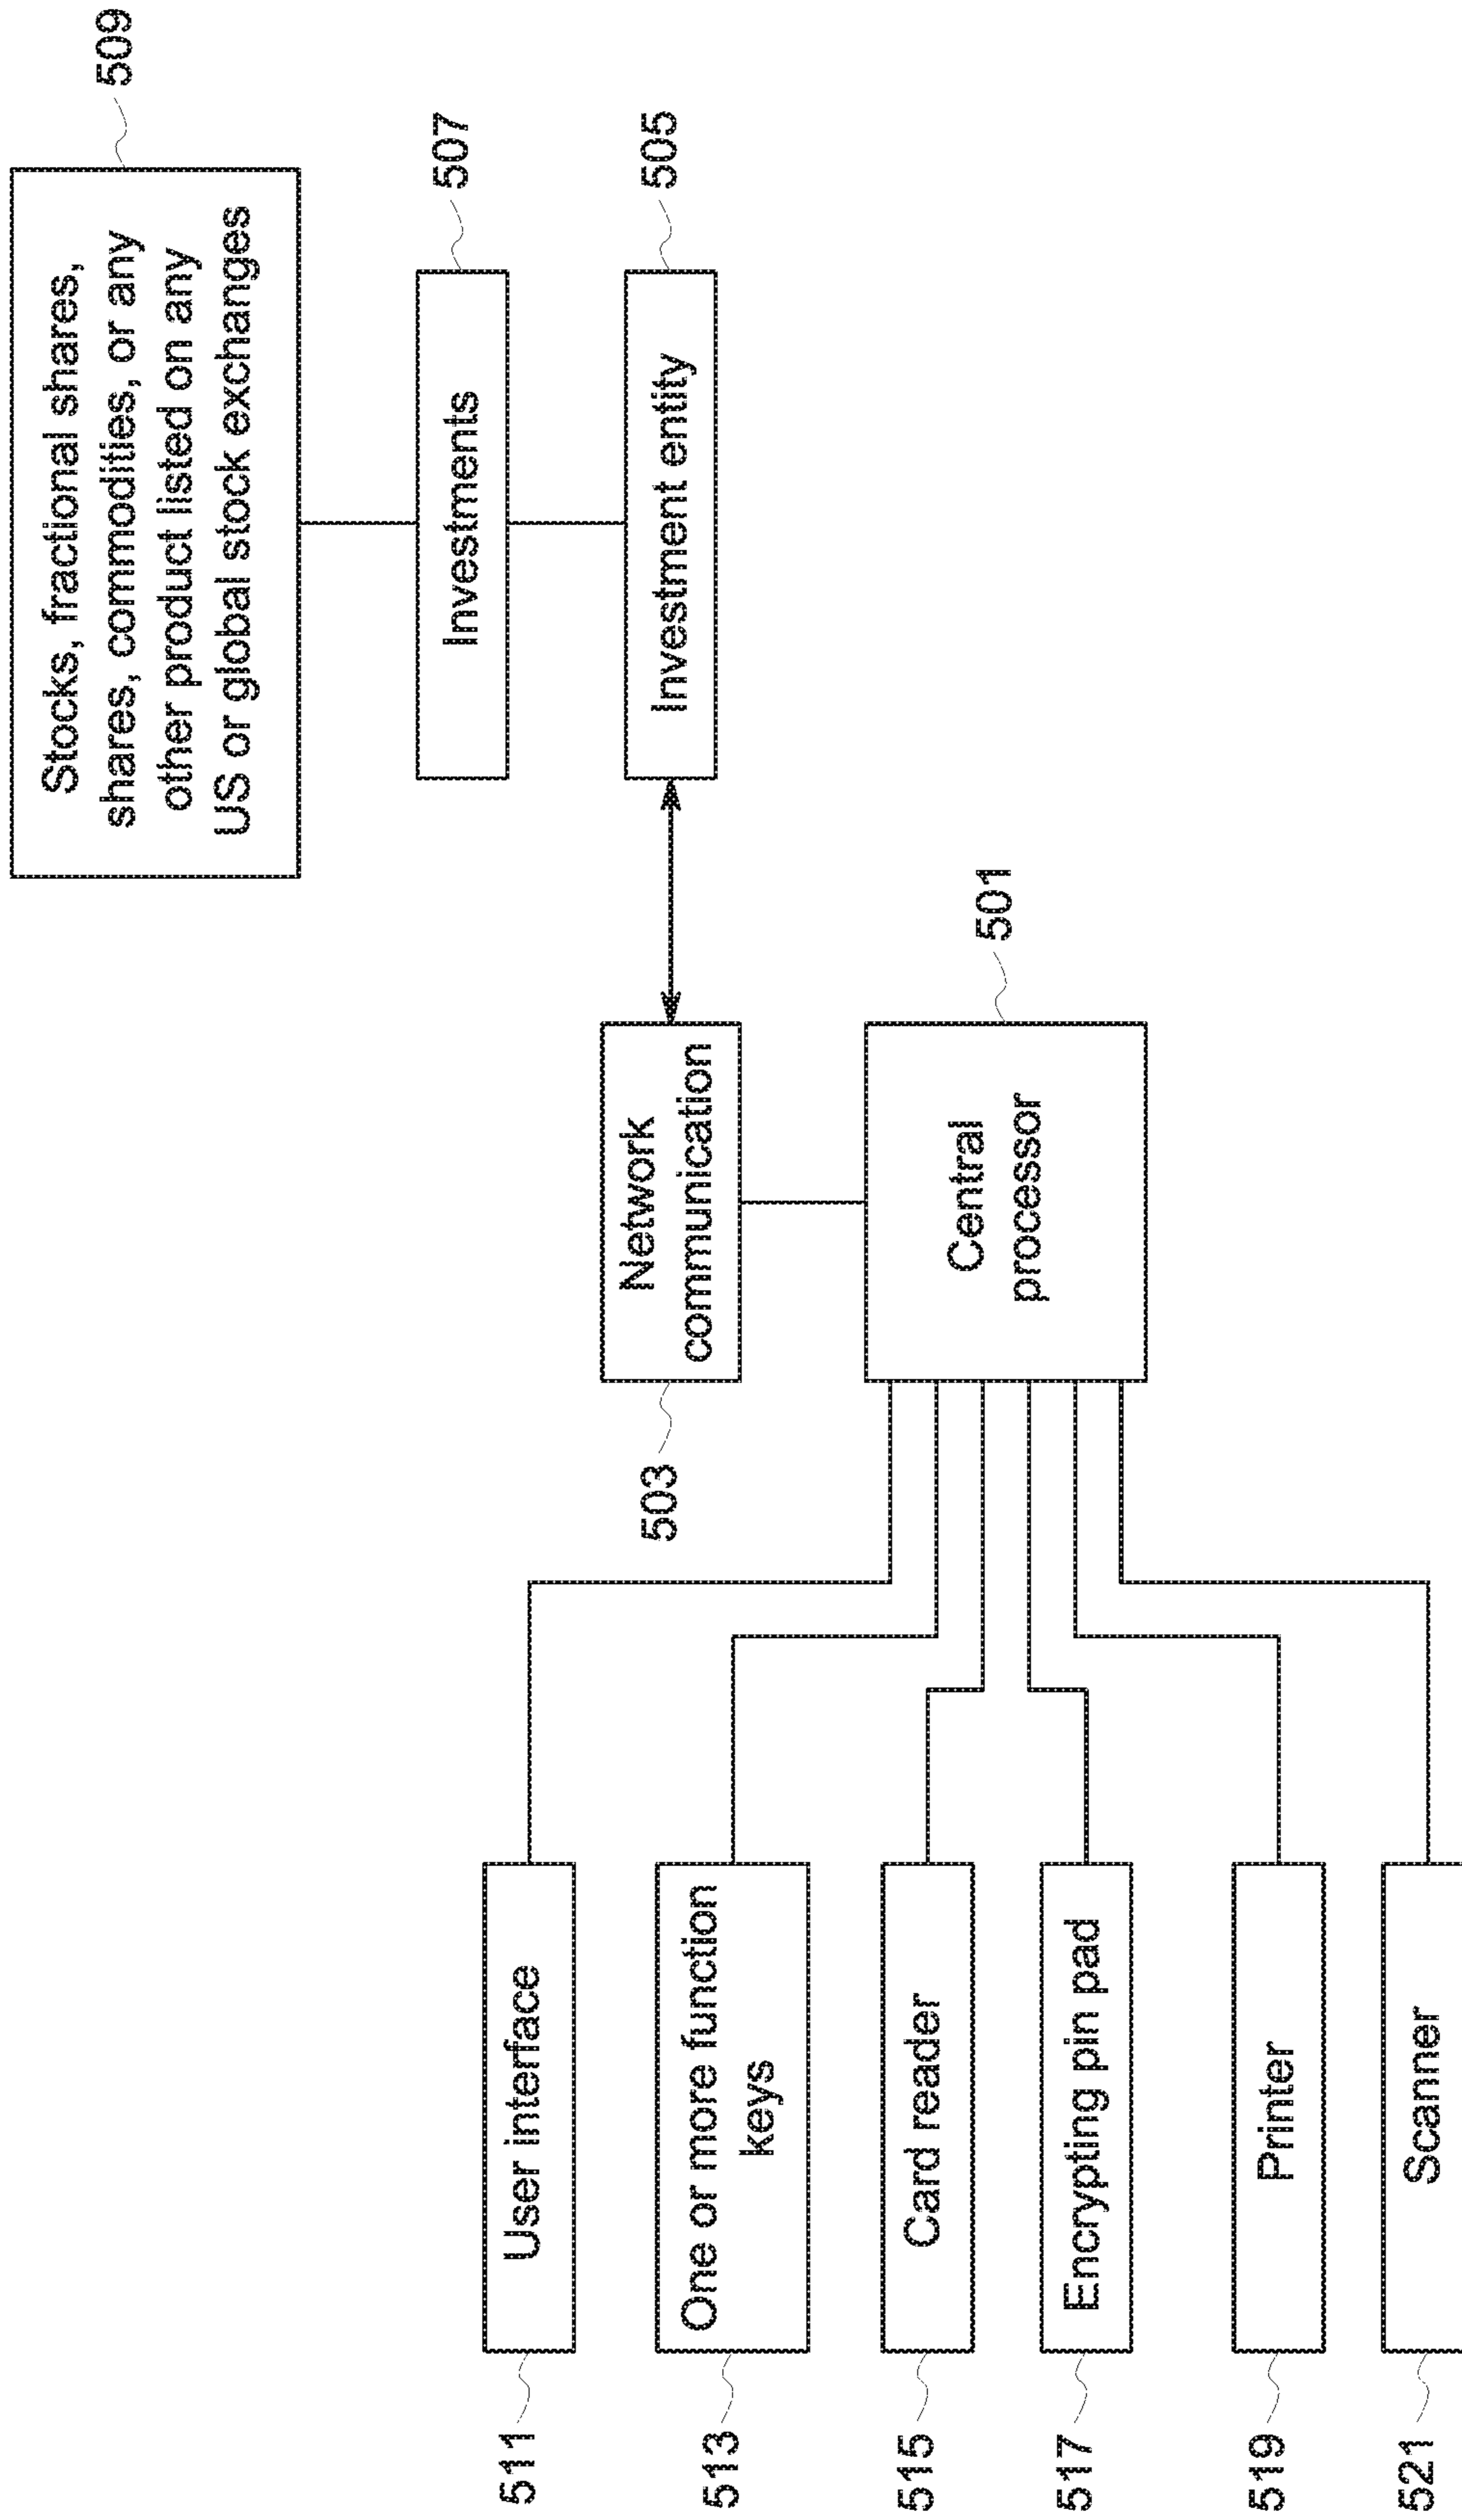 Stocks, fractional shares,
shares, commodities, or any
other product listed on any
US or global stock exchanges
509
Investments
507
Investment entity
505
Network
communication
503
Central
processor
501
511
User interface
513
One or more function
keys
515
Card reader
517
Encrypting pin pad
519
Printer
521
Scanner